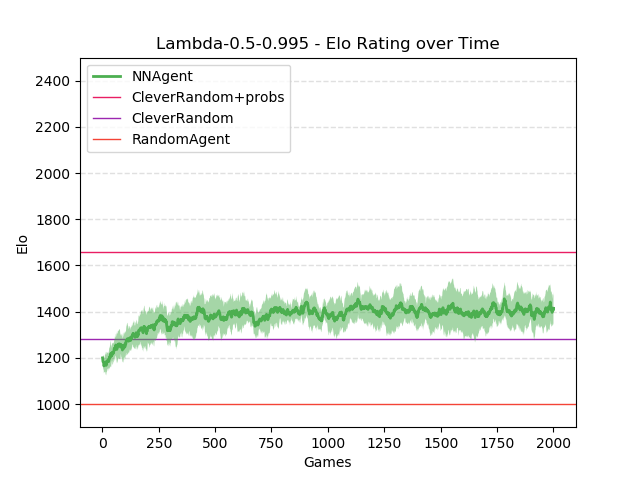 Lambda-0.5-0.995 - Elo Rating over Time
NNAgent
CleverRandom+probs
CleverRandom
RandomAgent
2400
2200
2000
1800
1600
1400
1200
1000
Elo
0 250 500 750 1000 1250 1500 1750 2000
Games